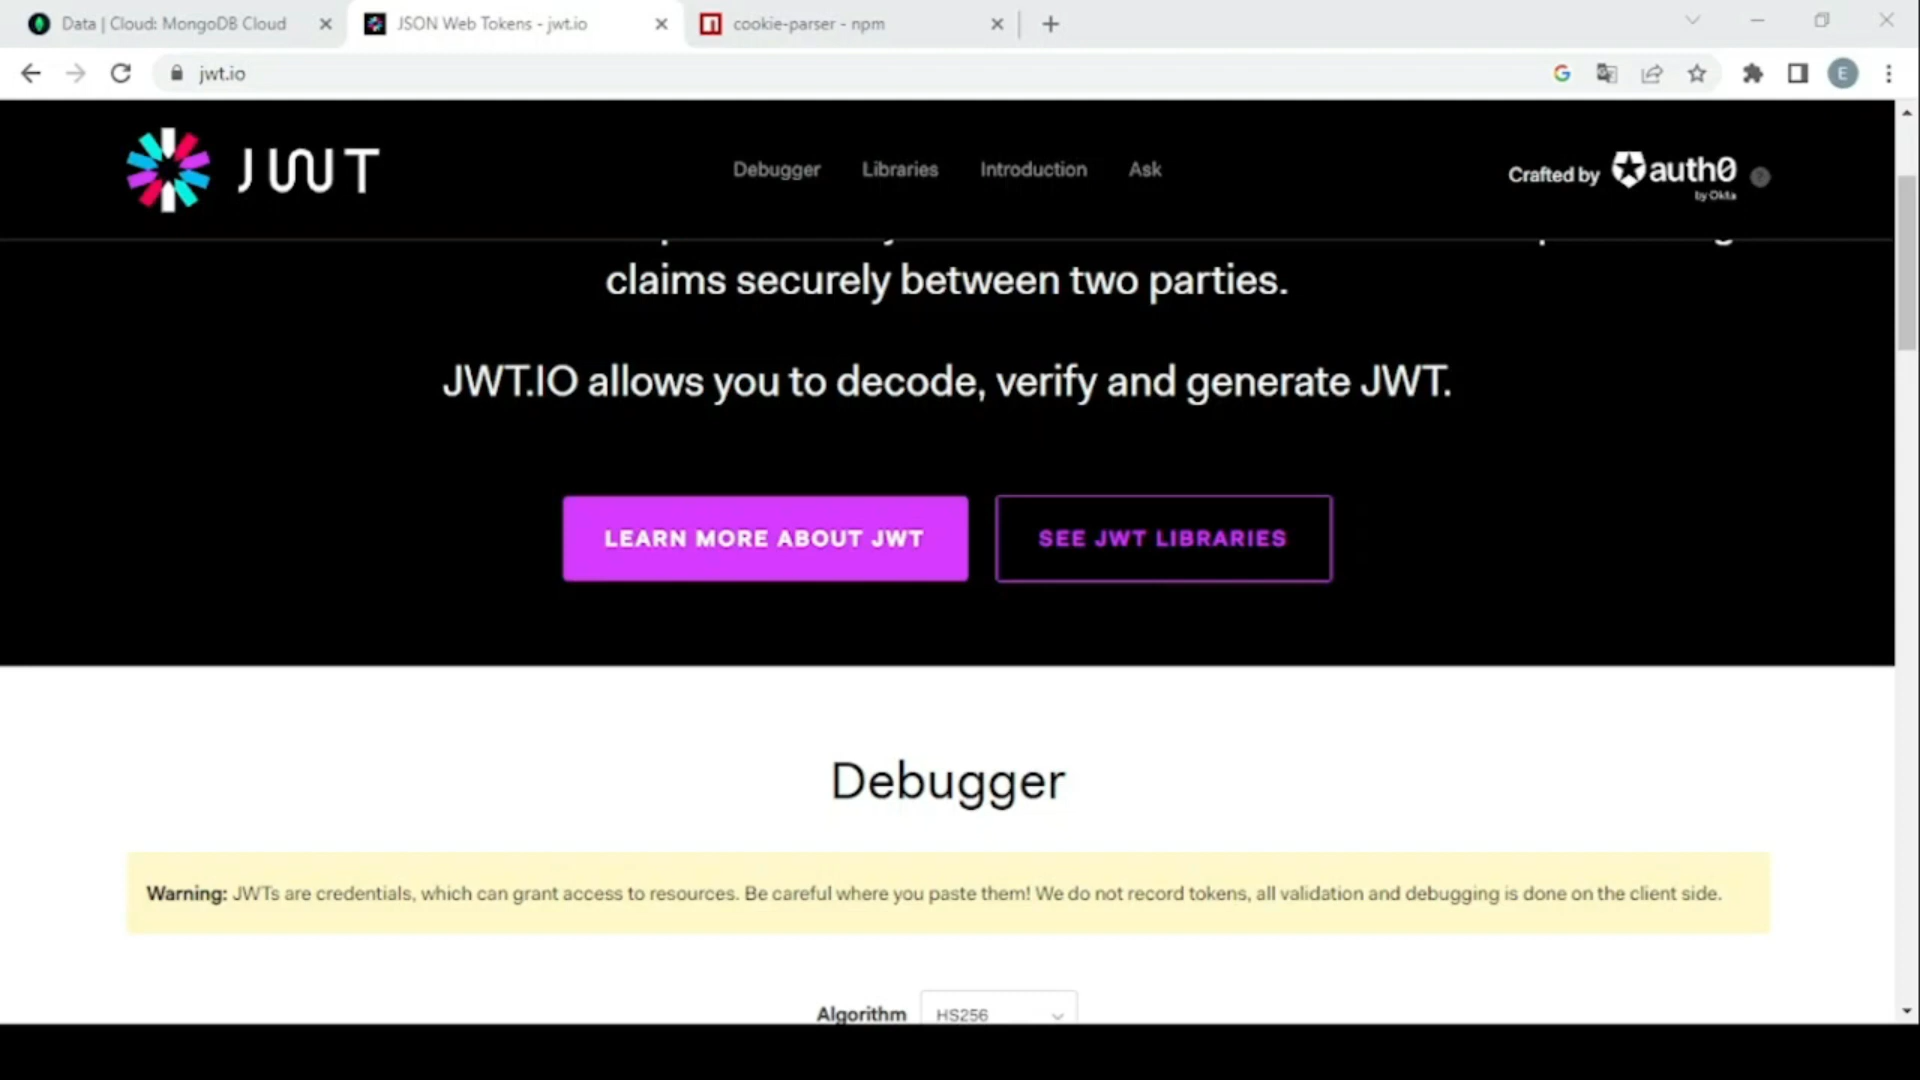 Data | Cloud: MongoDB Cloud
JSON Web Tokens - jwt.io
cookie-parser - npm
jwt.io
E
JWT
Debugger
Libraries
Introduction
Ask
Crafted by auth0
by Okta
claims securely between two parties.
JWT.IO allows you to decode, verify and generate JWT.
LEARN MORE ABOUT JWT
SEE JWT LIBRARIES
Debugger
Warning: JWTs are credentials, which can grant access to resources. Be careful where you paste them! We do not record tokens, all validation and debugging is done on the client side.
Algorithm HS256